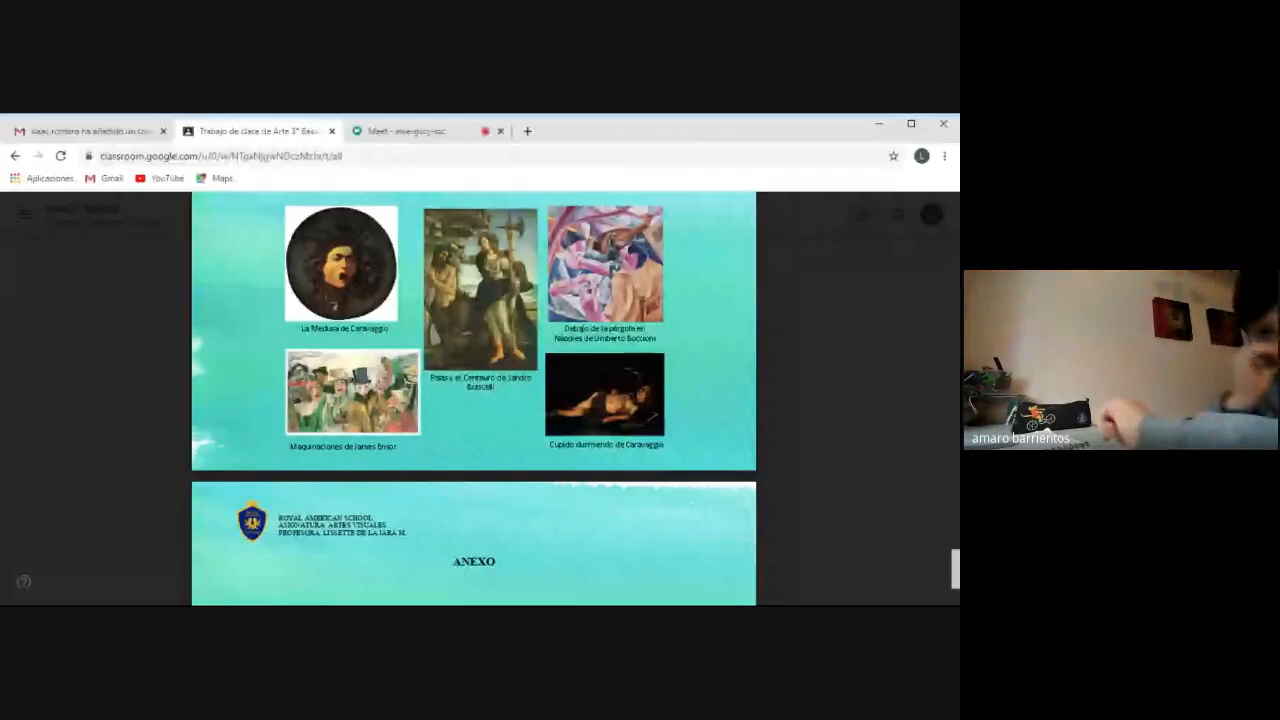 Trabajo de clase de Arte 3°
Meet -
classroom.google.com
Aplicaciones
Gmail
YouTube
Maps
La Medusa de Caravaggio
Palas y el Centauro de Sandro
Boticelli
Debajo de la pérgola en
Nápoles de Umberto Boccioni
Maquinaciones de James Ensor
Cupido durmiendo de Caravaggio
ROYAL AMERICAN SCHOOL
ASIGNATURA: ARTES VISUALES
PROFESORA: LISSETTE DE LA JARA M.
ANEXO
amaro barrientos